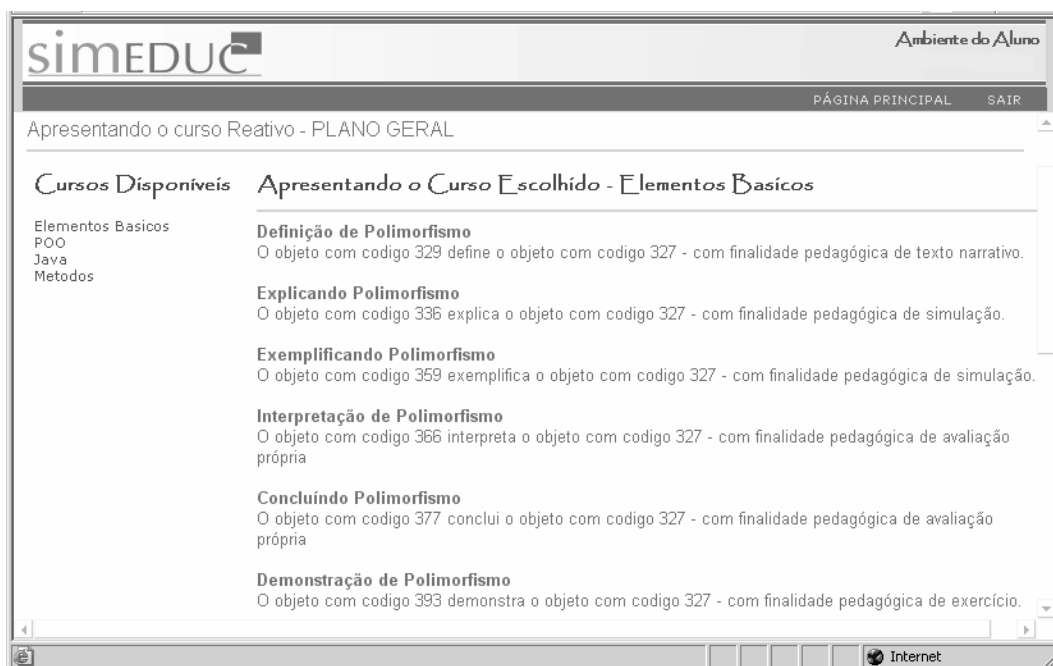 simEDUC
Ambiente do Aluno
PÁGINA PRINCIPAL SAIR
Apresentando o curso Reativo - PLANO GERAL
Cursos Disponíveis
Elementos Basicos
POO
Java
Metodos
Apresentando o Curso Escolhido - Elementos Basicos
Definição de Polimorfismo
O objeto com codigo 329 define o objeto com codigo 327 - com finalidade pedagógica de texto narrativo.
Explicando Polimorfismo
O objeto com codigo 336 explica o objeto com codigo 327 - com finalidade pedagógica de simulação.
Exemplificando Polimorfismo
O objeto com codigo 359 exemplifica o objeto com codigo 327 - com finalidade pedagógica de simulação.
Interpretação de Polimorfismo
O objeto com codigo 366 interpreta o objeto com codigo 327 - com finalidade pedagógica de avaliação
própria
Concluíndo Polimorfismo
O objeto com codigo 377 conclui o objeto com codigo 327 - com finalidade pedagógica de avaliação
própria
Demonstração de Polimorfismo
O objeto com codigo 393 demonstra o objeto com codigo 327 - com finalidade pedagógica de exercício.
Internet